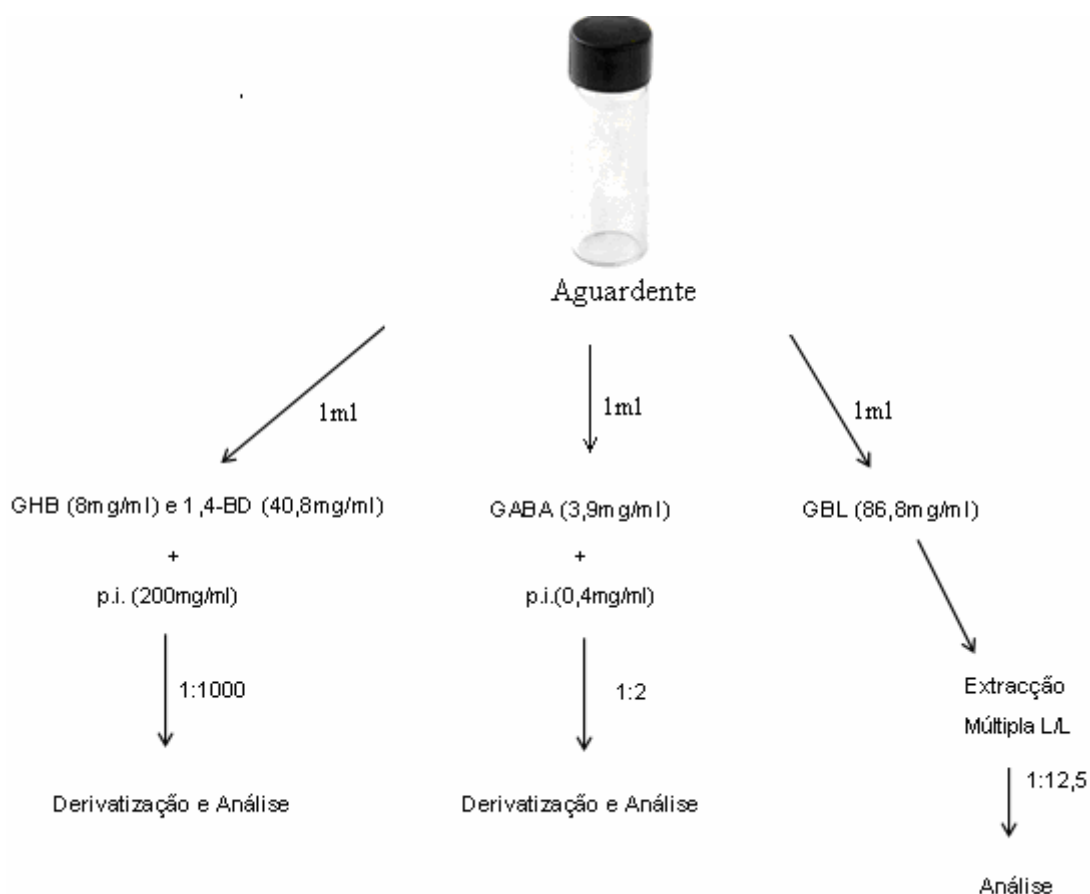 Aguardente
1ml
1ml
1ml
GHB (8mg/ml) e 1,4-BD (40,8mg/ml)
+
p.i. (200mg/ml)
1:1000
Derivatização e Análise
GABA (3,9mg/ml)
+
p.i.(0,4mg/ml)
1:2
Derivatização e Análise
GBL (86,8mg/ml)
Extracção
Múltipla L/L
1:12,5
Análise